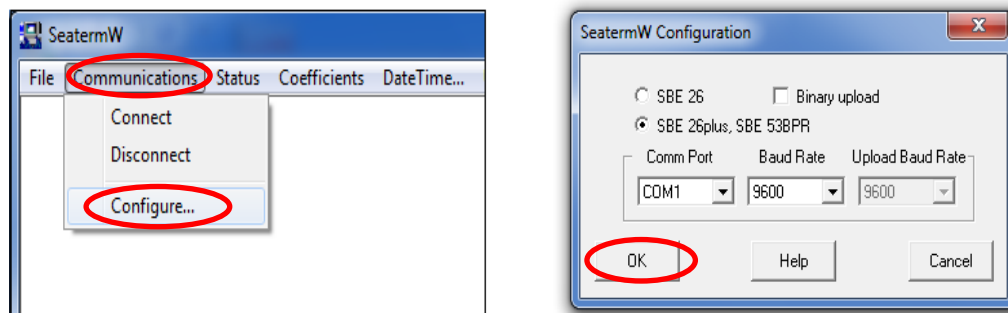 SeatermW
File Communications Status Coefficients DateTime...
Connect
Disconnect
Configure...
SeatermW Configuration
SBE 26 Binary upload
SBE 26plus, SBE 53BPR
Comm Port Baud Rate Upload Baud Rate
COM1 9600 9600
OK Help Cancel